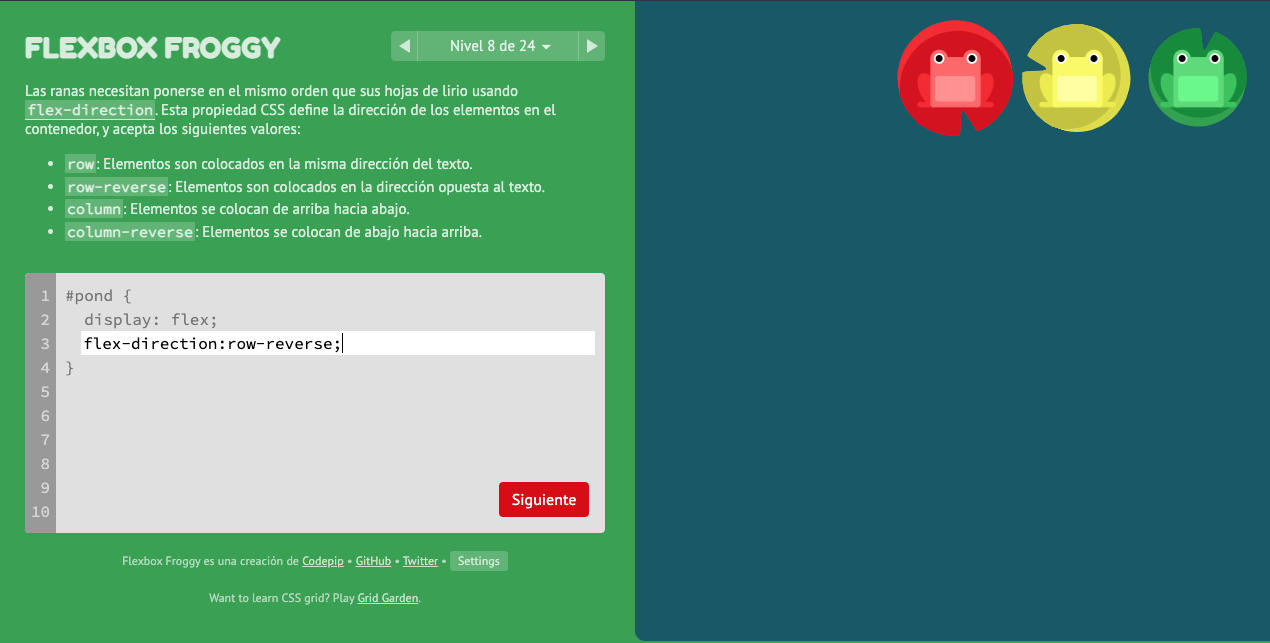 FLEXBOX FROGGY
Nivel 8 de 24
Las ranas necesitan ponerse en el mismo orden que sus hojas de lirio usando
flex-direction. Esta propiedad CSS define la dirección de los elementos en el
contenedor, y acepta los siguientes valores:
• row: Elementos son colocados en la misma dirección del texto.
• row-reverse: Elementos son colocados en la dirección opuesta al texto.
• column: Elementos se colocan de arriba hacia abajo.
• column-reverse: Elementos se colocan de abajo hacia arriba.
1 #pond {
2 display: flex;
3 flex-direction:row-reverse;
4 }
5
6
7
8
9
10
Siguiente
Flexbox Froggy es una creación de Codepip • GitHub • Twitter • Settings
Want to learn CSS grid? Play Grid Garden.